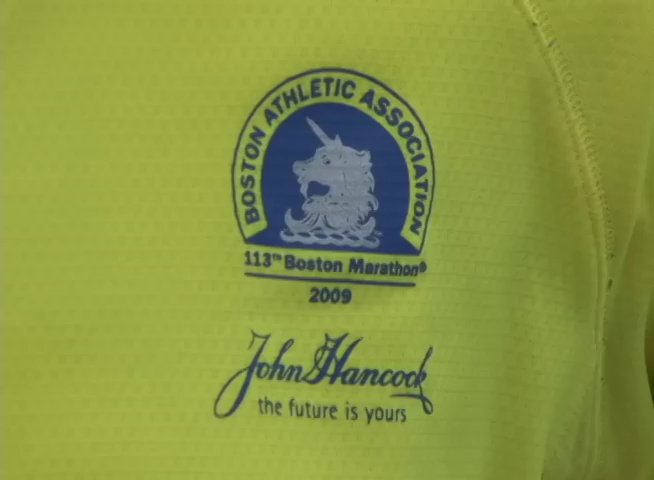 BOSTON ATHLETIC ASSOCIATION
113TH Boston Marathon®
2009
John Hancock
the future is yours